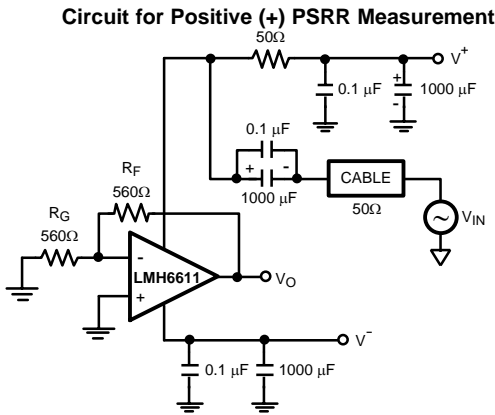 Circuit for Positive (+) PSRR Measurement
50Ω
V+
0.1 μF
+
-
1000 μF
0.1 μF
+
-
1000 μF
CABLE
50Ω
VIN
RF
560Ω
RG
560Ω
-
LMH6611
+
VO
V-
0.1 μF
1000 μF